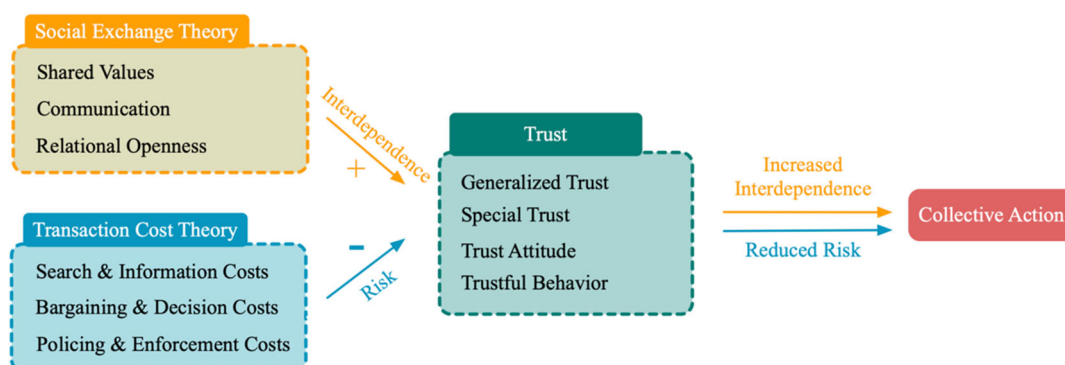 Social Exchange Theory
Shared Values
Communication
Relational Openness
Interdependence
+
Transaction Cost Theory
Search & Information Costs
Bargaining & Decision Costs
Policing & Enforcement Costs
-
Risk
Trust
Generalized Trust
Special Trust
Trust Attitude
Trustful Behavior
Increased
Interdependence
Reduced Risk
Collective Action